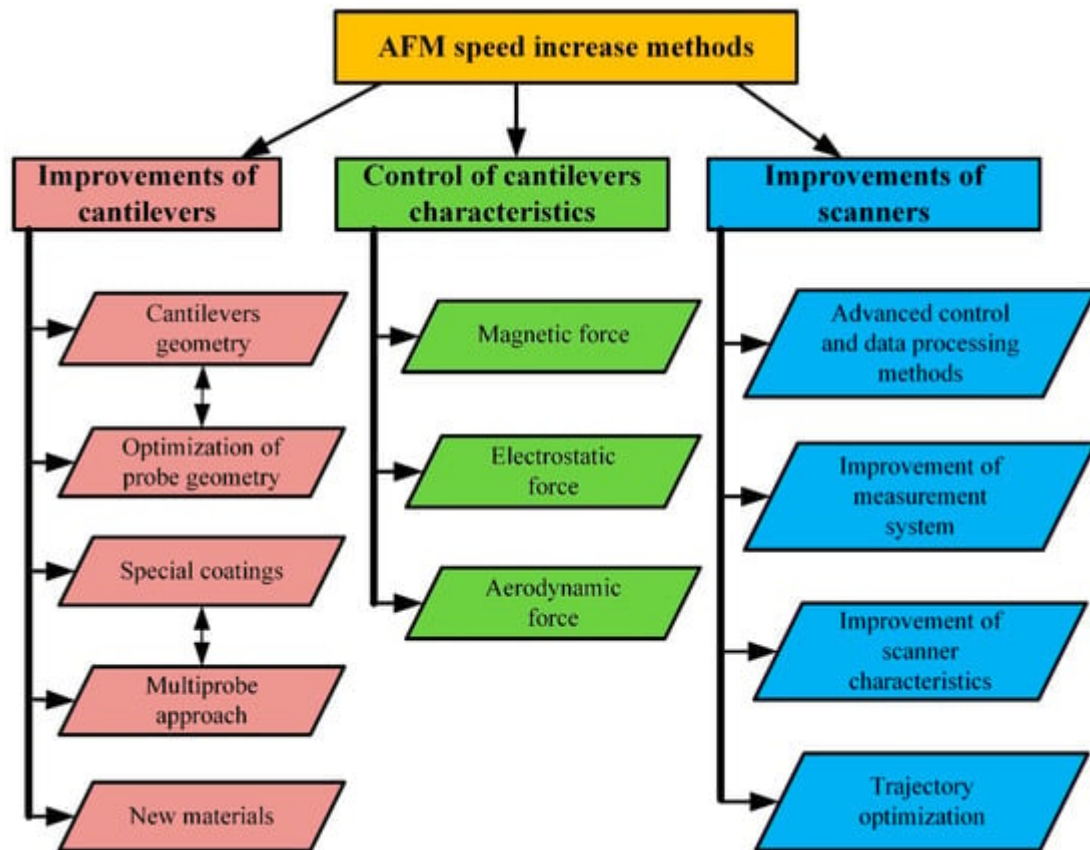 AFM speed increase methods
Improvements of
cantilevers
Cantilevers
geometry
Optimization of
probe geometry
Special coatings
Multiprobe
approach
New materials
Control of cantilevers
characteristics
Magnetic force
Electrostatic
force
Aerodynamic
force
Improvements of
scanners
Advanced control
and data processing
methods
Improvement of
measurement
system
Improvement of
scanner
characteristics
Trajectory
optimization